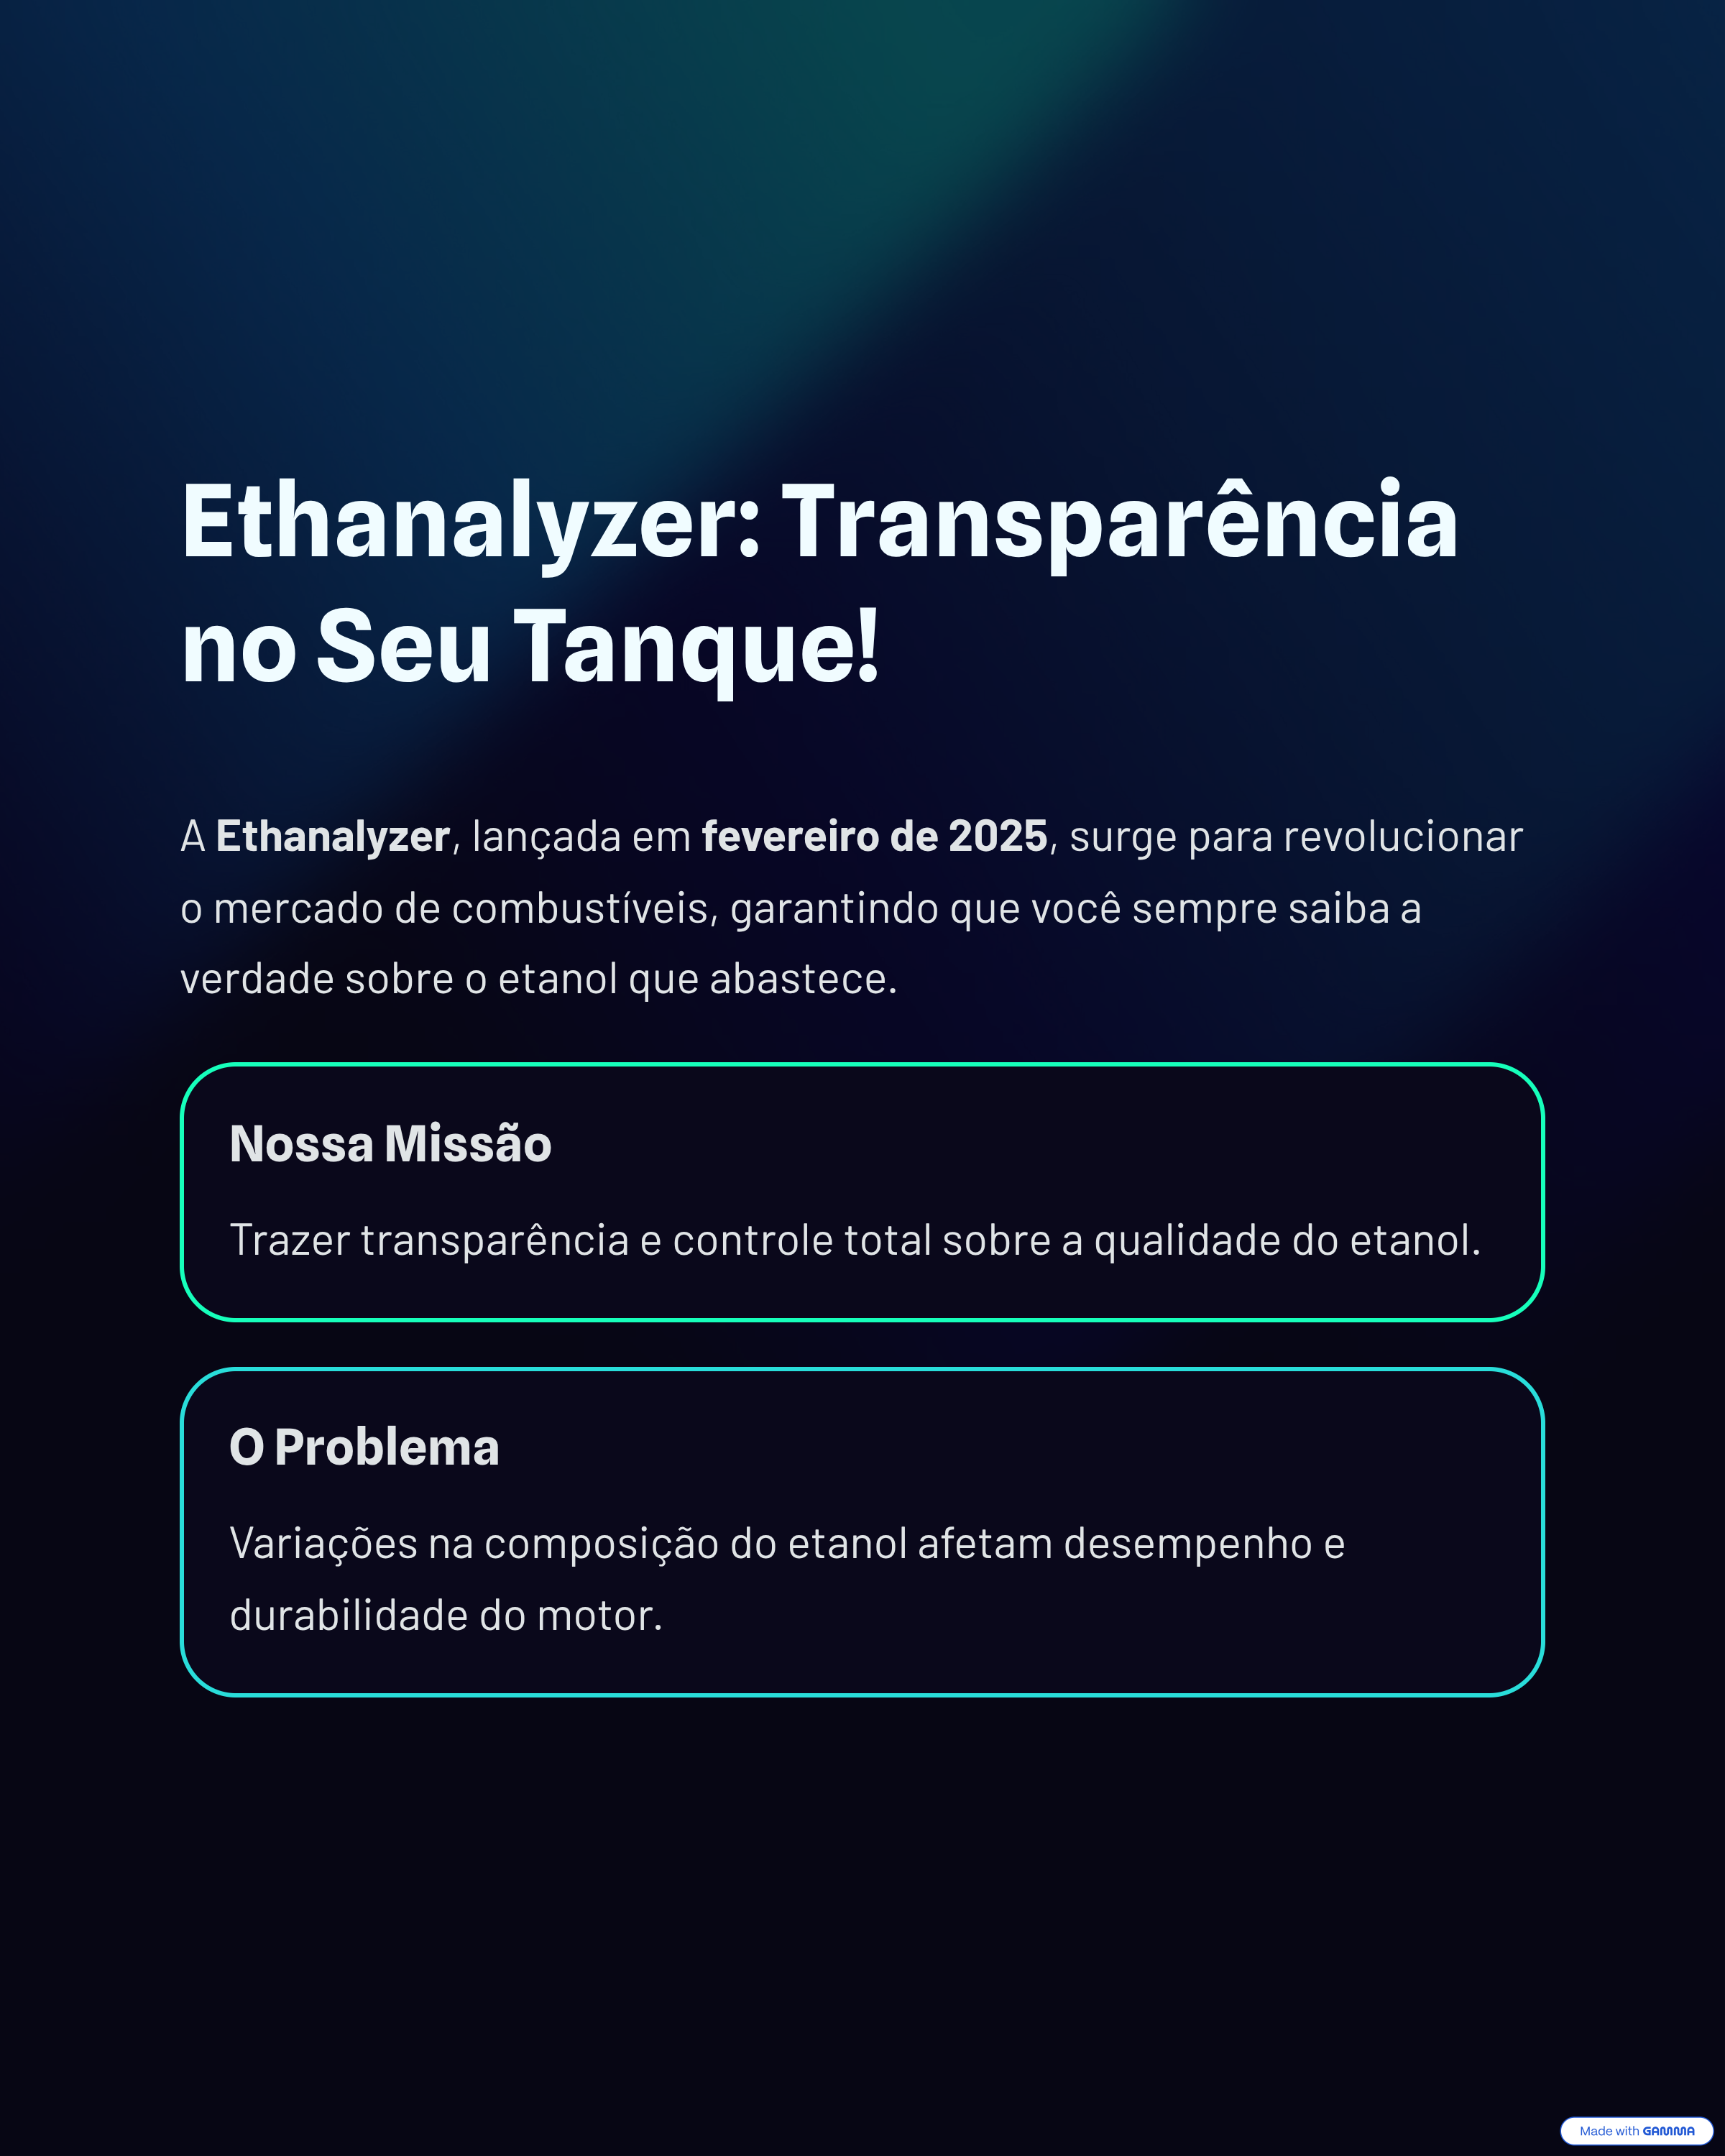 Ethanalyzer: Transparência
no Seu Tanque!
A Ethanalyzer, lançada em fevereiro de 2025, surge para revolucionar
o mercado de combustíveis, garantindo que você sempre saiba a
verdade sobre o etanol que abastece.
Nossa Missão
Trazer transparência e controle total sobre a qualidade do etanol.
O Problema
Variações na composição do etanol afetam desempenho e
durabilidade do motor.
Made with GAMMA